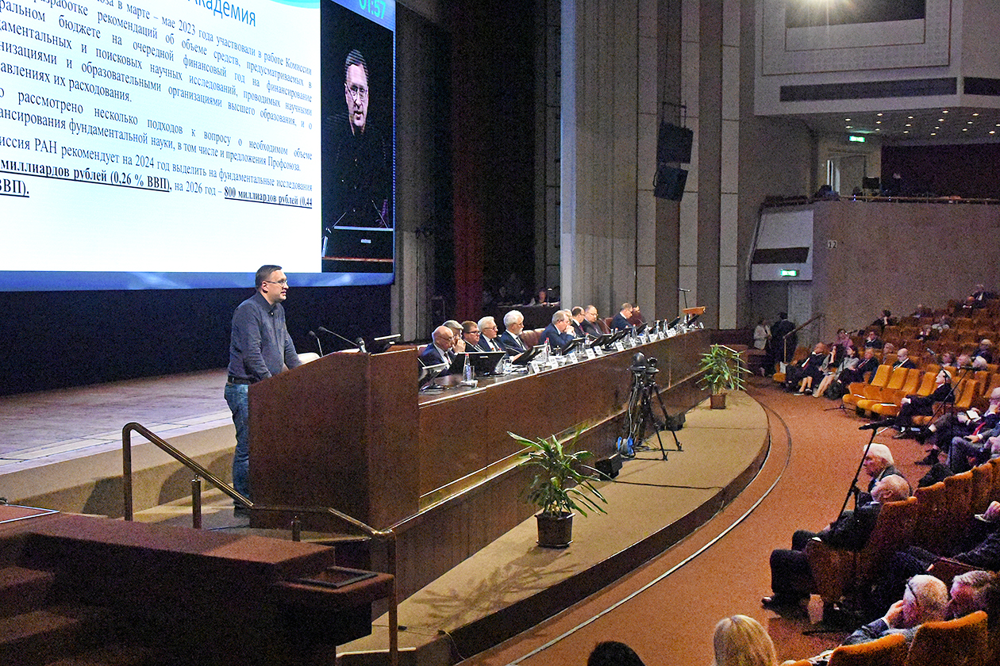 Академия
01:57
оза в марте – мае 2023 года участвовали в работе Комиссии
разработке рекомендаций об объеме средств, предусматриваемых в
ральном бюджете на очередной финансовый год на финансирование
даментальных и поисковых научных исследований, проводимых научными
низациями и образовательными организациями высшего образования, и о
авлениях их расходования.
о рассмотрено несколько подходов к вопросу о необходимом объеме
ансирования фундаментальной науки, в том числе и предложения Профсоюза.
иссия РАН рекомендует на 2024 год выделить на фундаментальные исследования
миллиардов рублей (0,26 % ВВП), на 2026 год – 800 миллиардов рублей (0,44
ВВП).
12